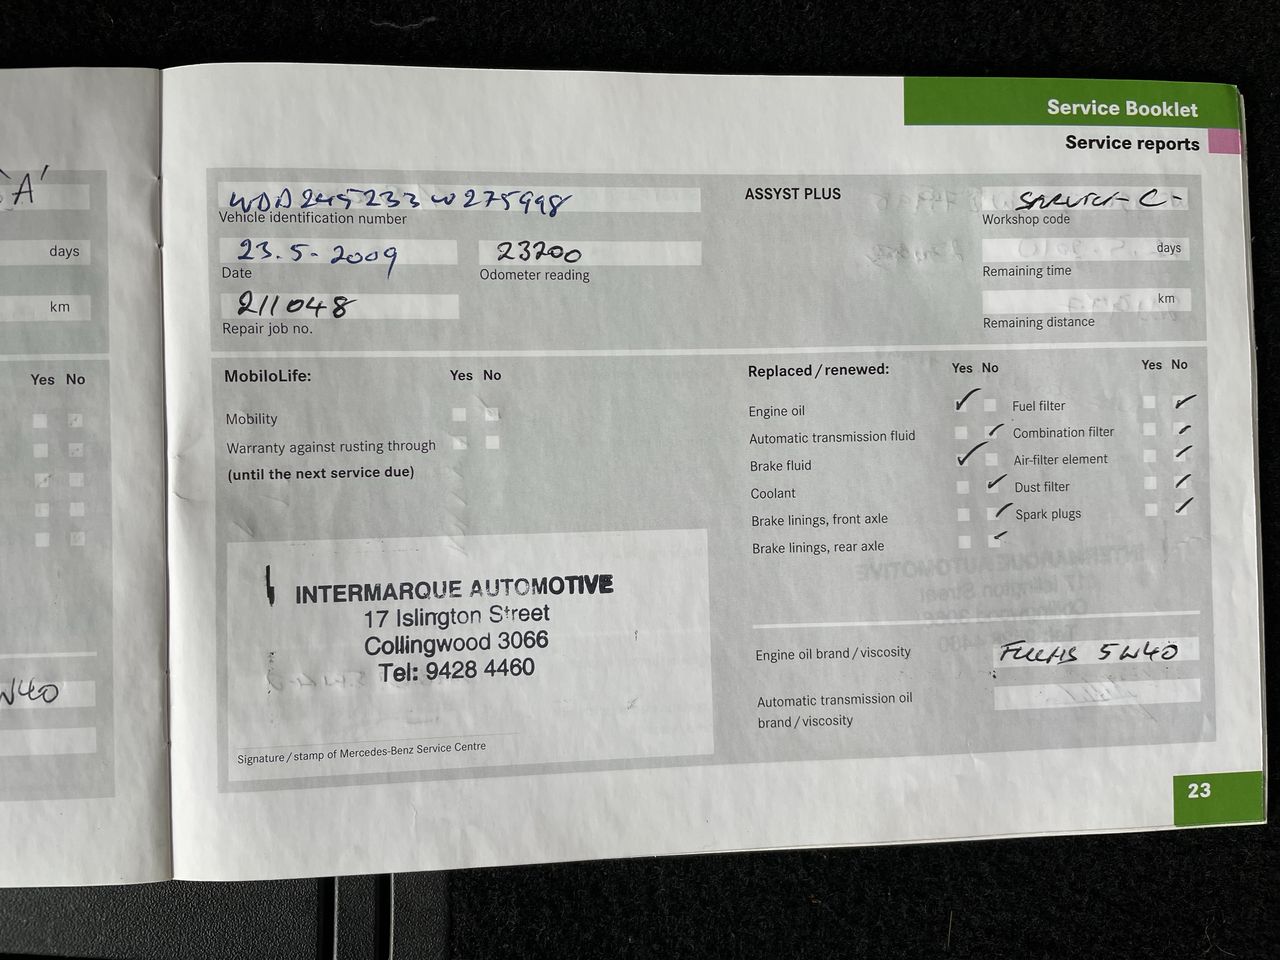 'A'
days
km
Yes No
W40
Service Booklet
Service reports
WDD245233W275998
Vehicle identification number
ASSYST PLUS
SERVICE - C -
Workshop code
23.5-2009
Date
23200
Odometer reading
days
Remaining time
211048
Repair job no.
km
Remaining distance
MobiloLife: Yes No
Mobility
Warranty against rusting through
(until the next service due)
Replaced / renewed: Yes No Yes No
Engine oil Fuel filter
Automatic transmission fluid Combination filter
Brake fluid Air-filter element
Coolant Dust filter
Brake linings, front axle Spark plugs
Brake linings, rear axle
INTERMARQUE AUTOMOTIVE
17 Islington Street
Collingwood 3066
Tel: 9428 4460
Signature / stamp of Mercedes-Benz Service Centre
Engine oil brand / viscosity FUCHS 5W40
Automatic transmission oil
brand / viscosity
23